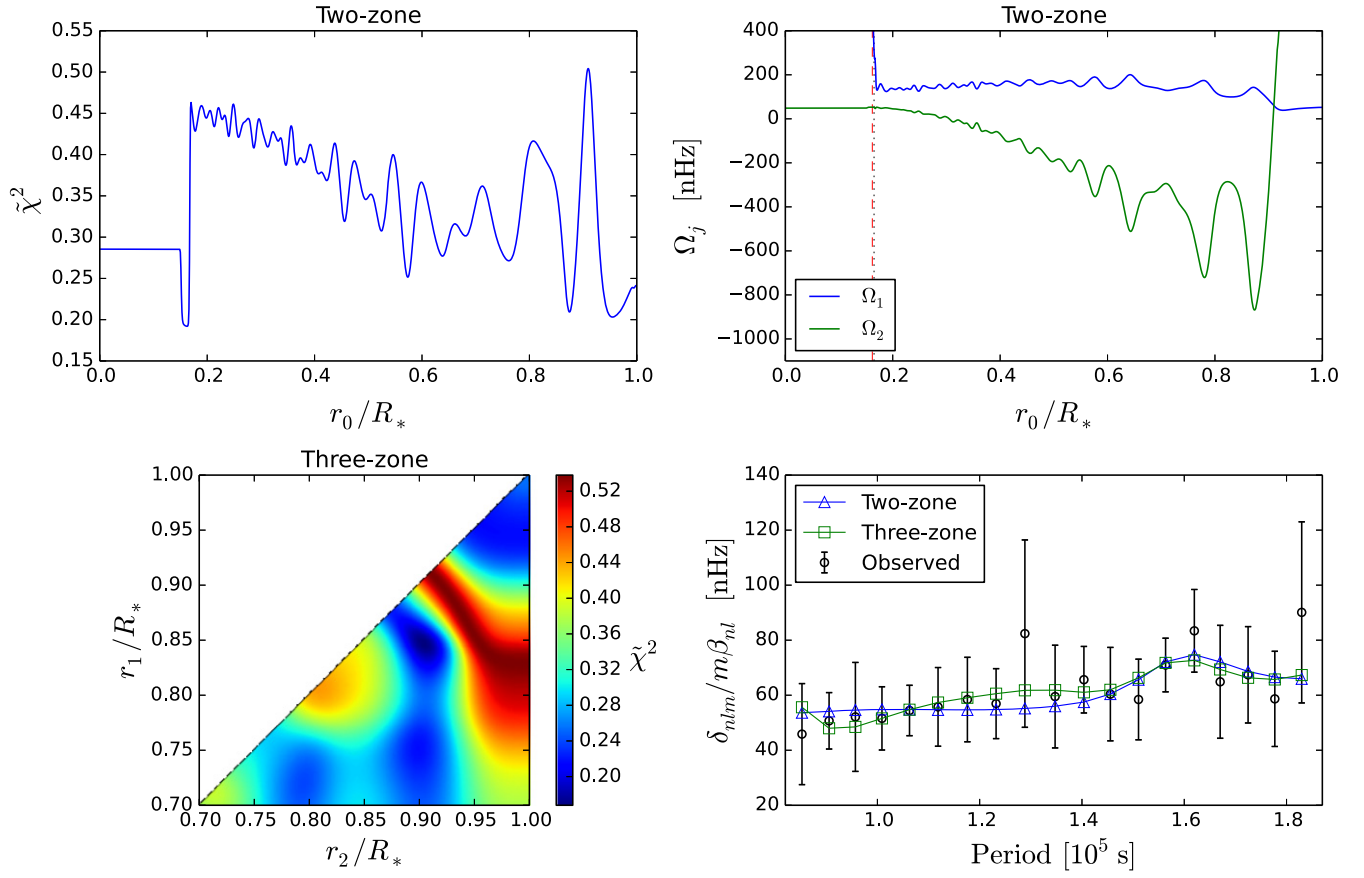 Two-zone
0.55
0.50
0.45
0.40
0.35
0.30
0.25
0.20
0.15
χ̃²
0.0 0.2 0.4 0.6 0.8 1.0
r₀/R*
Two-zone
400
200
0
−200
−400
−600
−800
−1000
Ωⱼ [nHz]
Ω₁
Ω₂
0.0 0.2 0.4 0.6 0.8 1.0
r₀/R*
Three-zone
1.00
0.95
0.90
0.85
0.80
0.75
0.70
r₁/R*
0.70 0.75 0.80 0.85 0.90 0.95 1.00
r₂/R*
0.52
0.48
0.44
0.40
0.36
0.32
0.28
0.24
0.20
χ̃²
140
120
100
80
60
40
20
δₙₗₘ/mβₙₗ [nHz]
Two-zone
Three-zone
Observed
1.0 1.2 1.4 1.6 1.8
Period [10⁵ s]